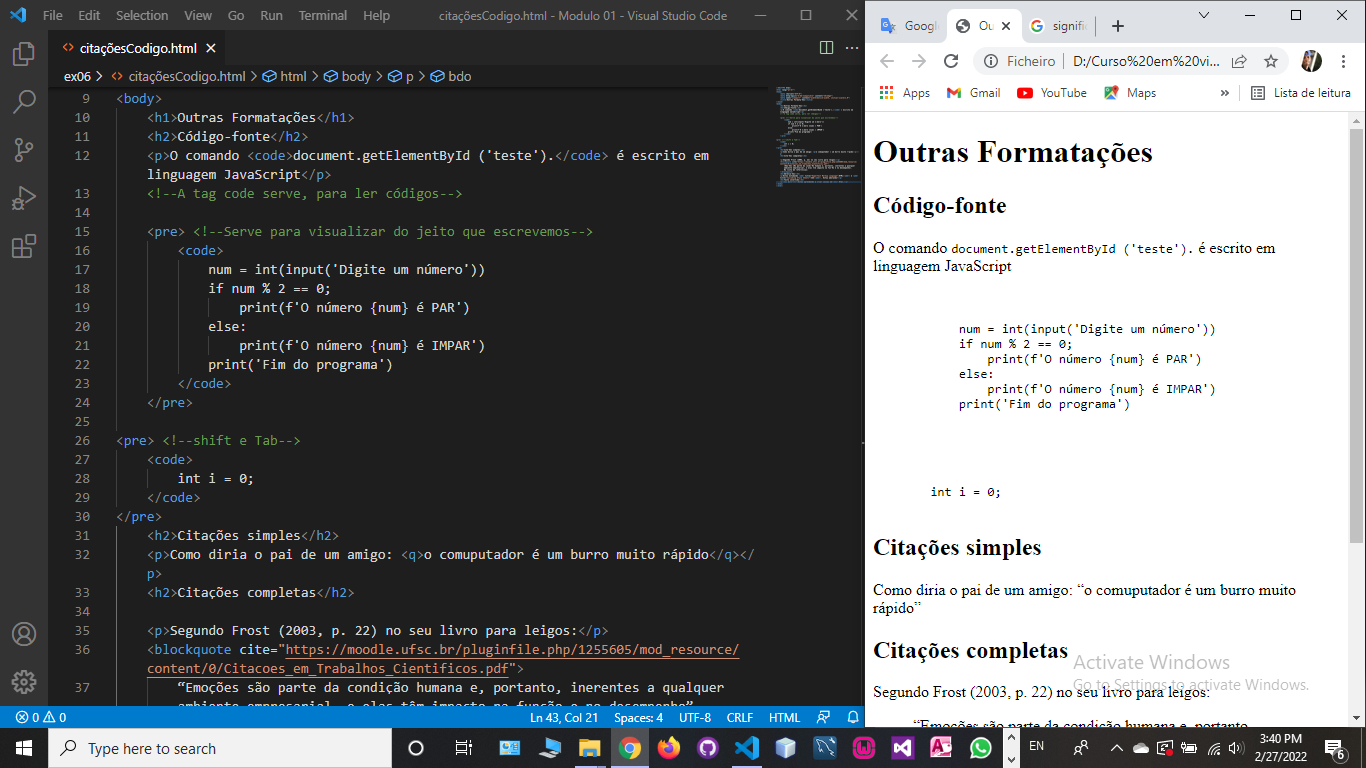 File Edit Selection View Go Run Terminal Help citaçõesCodigo.html - Modulo 01 - Visual Studio Code
citaçõesCodigo.html
ex06 > citaçõesCodigo.html > html > body > p > bdo
9 <body>
10 <h1>Outras Formatações</h1>
11 <h2>Código-fonte</h2>
12 <p>O comando <code>document.getElementById ('teste').</code> é escrito em
linguagem JavaScript</p>
13 <!--A tag code serve, para ler códigos-->
14
15 <pre> <!--Serve para visualizar do jeito que escrevemos-->
16 <code>
17 num = int(input('Digite um número'))
18 if num % 2 == 0;
19 print(f'O número {num} é PAR')
20 else:
21 print(f'O número {num} é IMPAR')
22 print('Fim do programa')
23 </code>
24 </pre>
25
26 <pre> <!--shift e Tab-->
27 <code>
28 int i = 0;
29 </code>
30 </pre>
31 <h2>Citações simples</h2>
32 <p>Como diria o pai de um amigo: <q>o comuputador é um burro muito rápido</q></
p>
33 <h2>Citações completas</h2>
34
35 <p>Segundo Frost (2003, p. 22) no seu livro para leigos:</p>
36 <blockquote cite="https://moodle.ufsc.br/pluginfile.php/1255605/mod_resource/
content/0/Citacoes_em_Trabalhos_Cientificos.pdf">
37 “Emoções são parte da condição humana e, portanto, inerentes a qualquer
ambiente empresarial, e elas têm impacto na função e no desempenho”
0 0 Ln 43, Col 21 Spaces: 4 UTF-8 CRLF HTML
Googl Ou signifi
Ficheiro D:/Curso%20em%20vi...
Apps Gmail YouTube Maps » Lista de leitura
Outras Formatações
Código-fonte
O comando document.getElementById ('teste'). é escrito em
linguagem JavaScript
num = int(input('Digite um número'))
if num % 2 == 0;
print(f'O número {num} é PAR')
else:
print(f'O número {num} é IMPAR')
print('Fim do programa')
int i = 0;
Citações simples
Como diria o pai de um amigo: “o comuputador é um burro muito
rápido”
Citações completas
Activate Windows
Go to Settings to activate Windows.
Segundo Frost (2003, p. 22) no seu livro para leigos:
“Emoções são parte da condição humana e, portanto,
Type here to search
EN
3:40 PM
2/27/2022
6